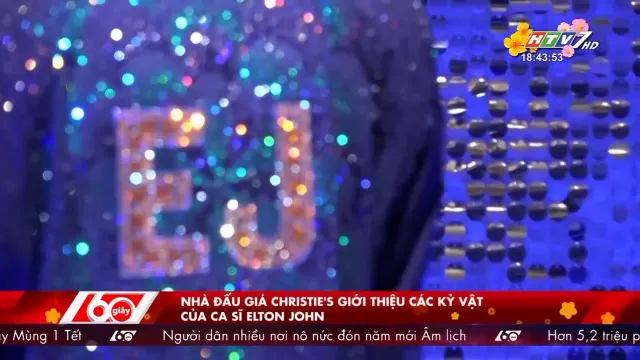 HTV7 HD
18:43:53
EJ
60 giây
NHÀ ĐẤU GIÁ CHRISTIE'S GIỚI THIỆU CÁC KỶ VẬT
CỦA CA SĨ ELTON JOHN
Mùng 1 Tết 60 Người dân nhiều nơi nô nức đón năm mới Âm lịch 60 Hơn 5,2 triệu